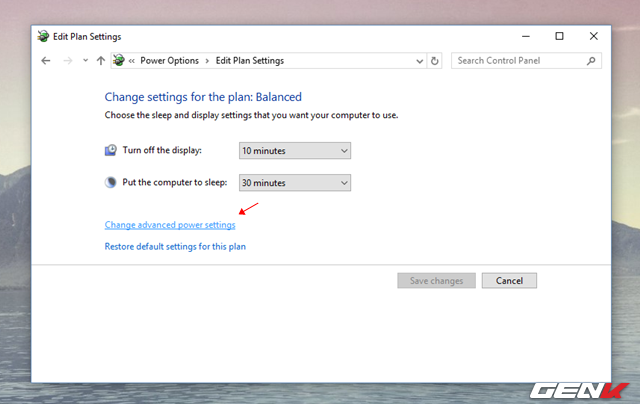 Edit Plan Settings
« Power Options > Edit Plan Settings
Search Control Panel
Change settings for the plan: Balanced
Choose the sleep and display settings that you want your computer to use.
Turn off the display: 10 minutes
Put the computer to sleep: 30 minutes
Change advanced power settings
Restore default settings for this plan
Save changes Cancel
GENK